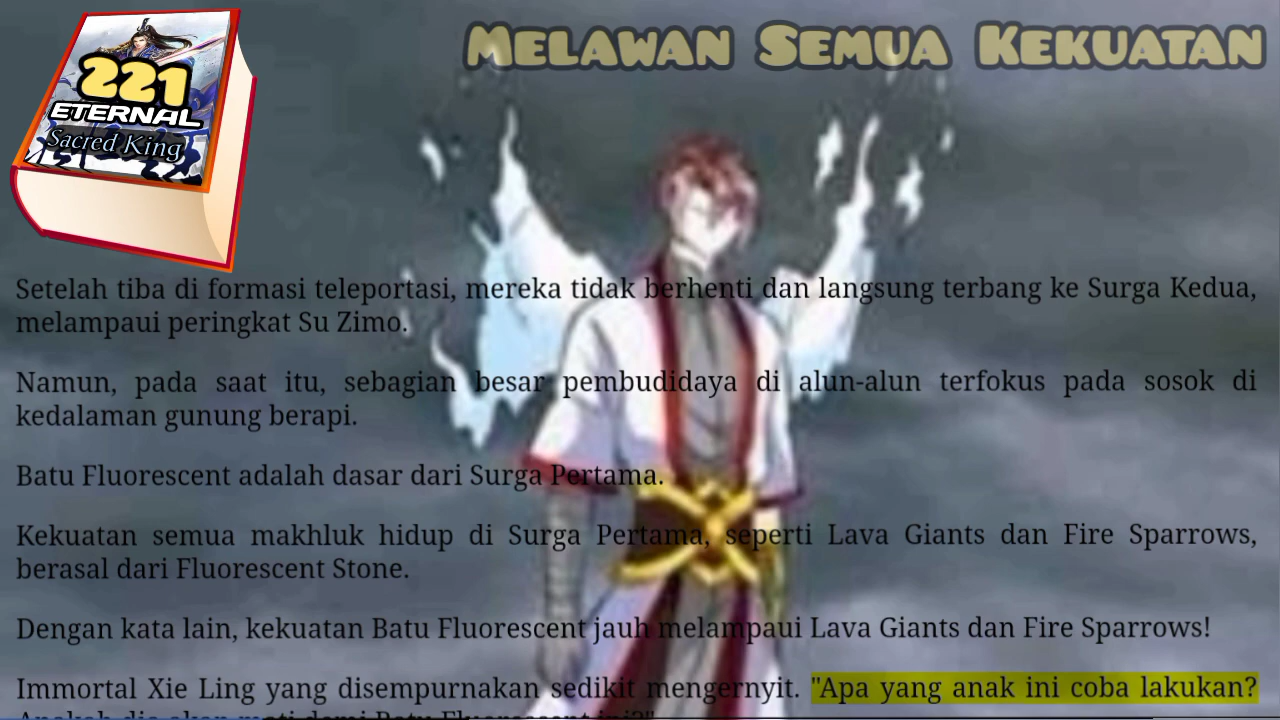 MELAWAN SEMUA KEKUATAN
221
ETERNAL
Sacred King
Setelah tiba di formasi teleportasi, mereka tidak berhenti dan langsung terbang ke Surga Kedua,
melampaui peringkat Su Zimo.
Namun, pada saat itu, sebagian besar pembudidaya di alun-alun terfokus pada sosok di
kedalaman gunung berapi.
Batu Fluorescent adalah dasar dari Surga Pertama.
Kekuatan semua makhluk hidup di Surga Pertama, seperti Lava Giants dan Fire Sparrows,
berasal dari Fluorescent Stone.
Dengan kata lain, kekuatan Batu Fluorescent jauh melampaui Lava Giants dan Fire Sparrows!
Immortal Xie Ling yang disempurnakan sedikit mengernyit. "Apa yang anak ini coba lakukan?